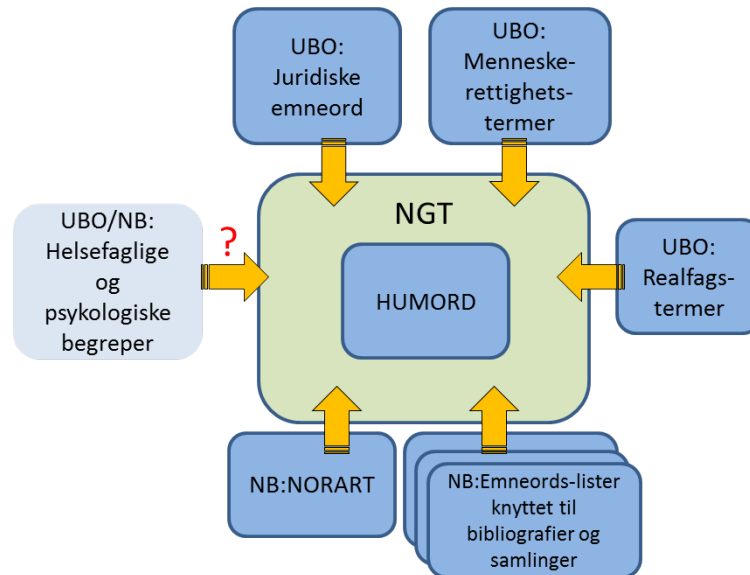 UBO:
Juridiske
emneord
UBO:
Menneske-
rettighets-
termer
UBO/NB:
Helsefaglige
og
psykologiske
begreper
?
NGT
HUMORD
UBO:
Realfags-
termer
NB:NORART
NB:Emneords-lister
knyttet til
bibliografier og
samlinger